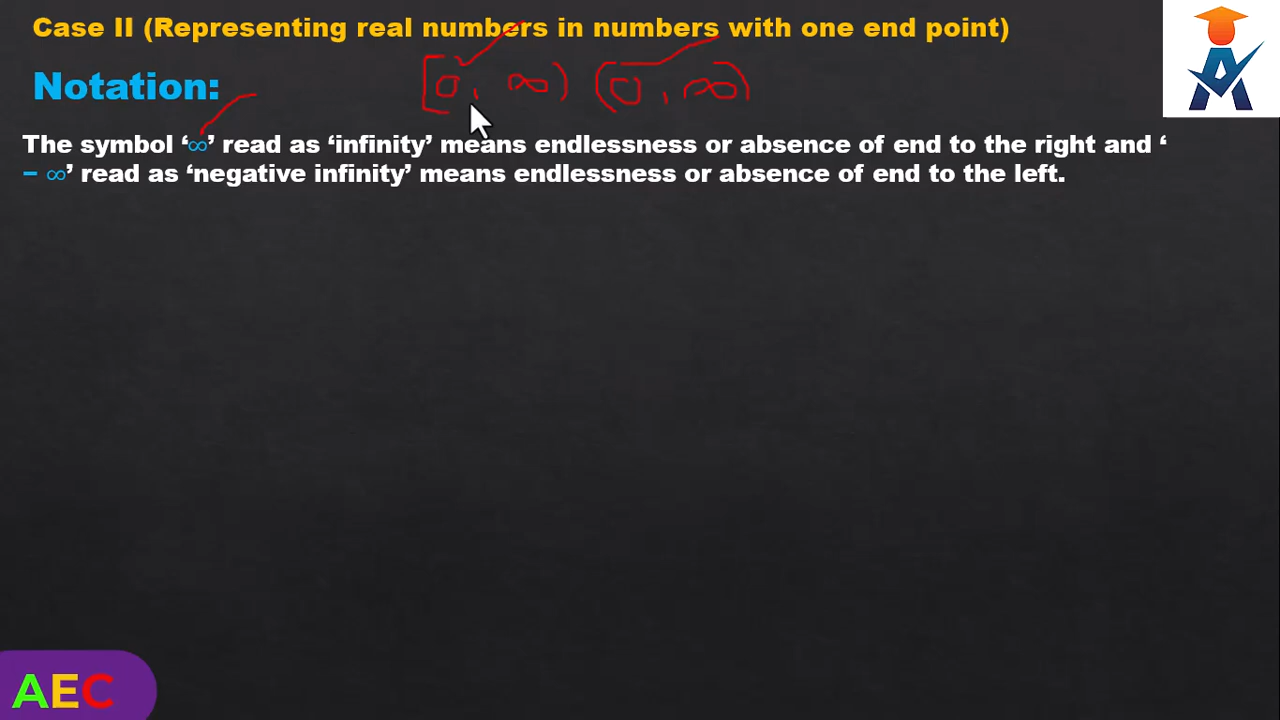 Case II (Representing real numbers in numbers with one end point)
Notation: [0, ∞) (0, ∞)
The symbol ‘∞’ read as ‘infinity’ means endlessness or absence of end to the right and ‘
− ∞’ read as ‘negative infinity’ means endlessness or absence of end to the left.
AEC